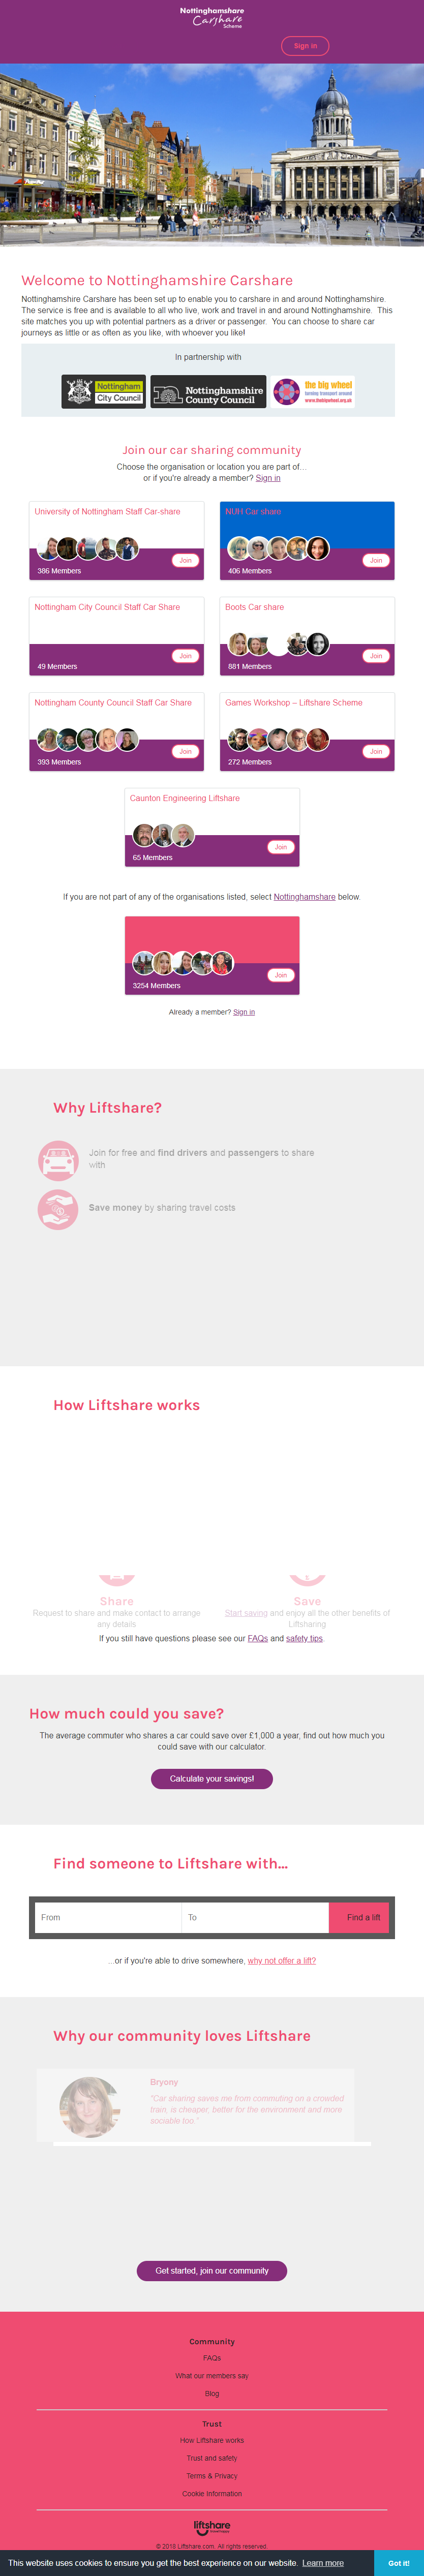 Nottinghamshire
Carshare
Scheme
Sign in
Welcome to Nottinghamshire Carshare
Nottinghamshire Carshare has been set up to enable you to carshare in and around Nottinghamshire.
The service is free and is available to all who live, work and travel in and around Nottinghamshire. This
site matches you up with potential partners as a driver or passenger. You can choose to share car
journeys as little or as often as you like, with whoever you like!
In partnership with
Nottingham
City Council
Nottinghamshire
County Council
the big wheel
turning transport around
www.thebigwheel.org.uk
Join our car sharing community
Choose the organisation or location you are part of...
or if you're already a member? Sign in
University of Nottingham Staff Car-share
Join
386 Members
NUH Car share
Join
406 Members
Nottingham City Council Staff Car Share
Join
49 Members
Boots Car share
Join
881 Members
Nottingham County Council Staff Car Share
Join
393 Members
Games Workshop – Liftshare Scheme
Join
272 Members
Caunton Engineering Liftshare
Join
65 Members
If you are not part of any of the organisations listed, select Nottinghamshire below.
Join
3254 Members
Already a member? Sign in
Why Liftshare?
Join for free and find drivers and passengers to share
with
Save money by sharing travel costs
How Liftshare works
Share
Request to share and make contact to arrange
any details
Save
Start saving and enjoy all the other benefits of
Liftsharing
If you still have questions please see our FAQs and safety tips.
How much could you save?
The average commuter who shares a car could save over £1,000 a year, find out how much you
could save with our calculator.
Calculate your savings!
Find someone to Liftshare with...
From
To
Find a lift
...or if you're able to drive somewhere, why not offer a lift?
Why our community loves Liftshare
Bryony
"Car sharing saves me from commuting on a crowded
train, is cheaper, better for the environment and more
sociable too."
Get started, join our community
Community
FAQs
What our members say
Blog
Trust
How Liftshare works
Trust and safety
Terms & Privacy
Cookie Information
liftshare
© 2019 Liftshare.com. All rights reserved.
This website uses cookies to ensure you get the best experience on our website. Learn more
Got it!